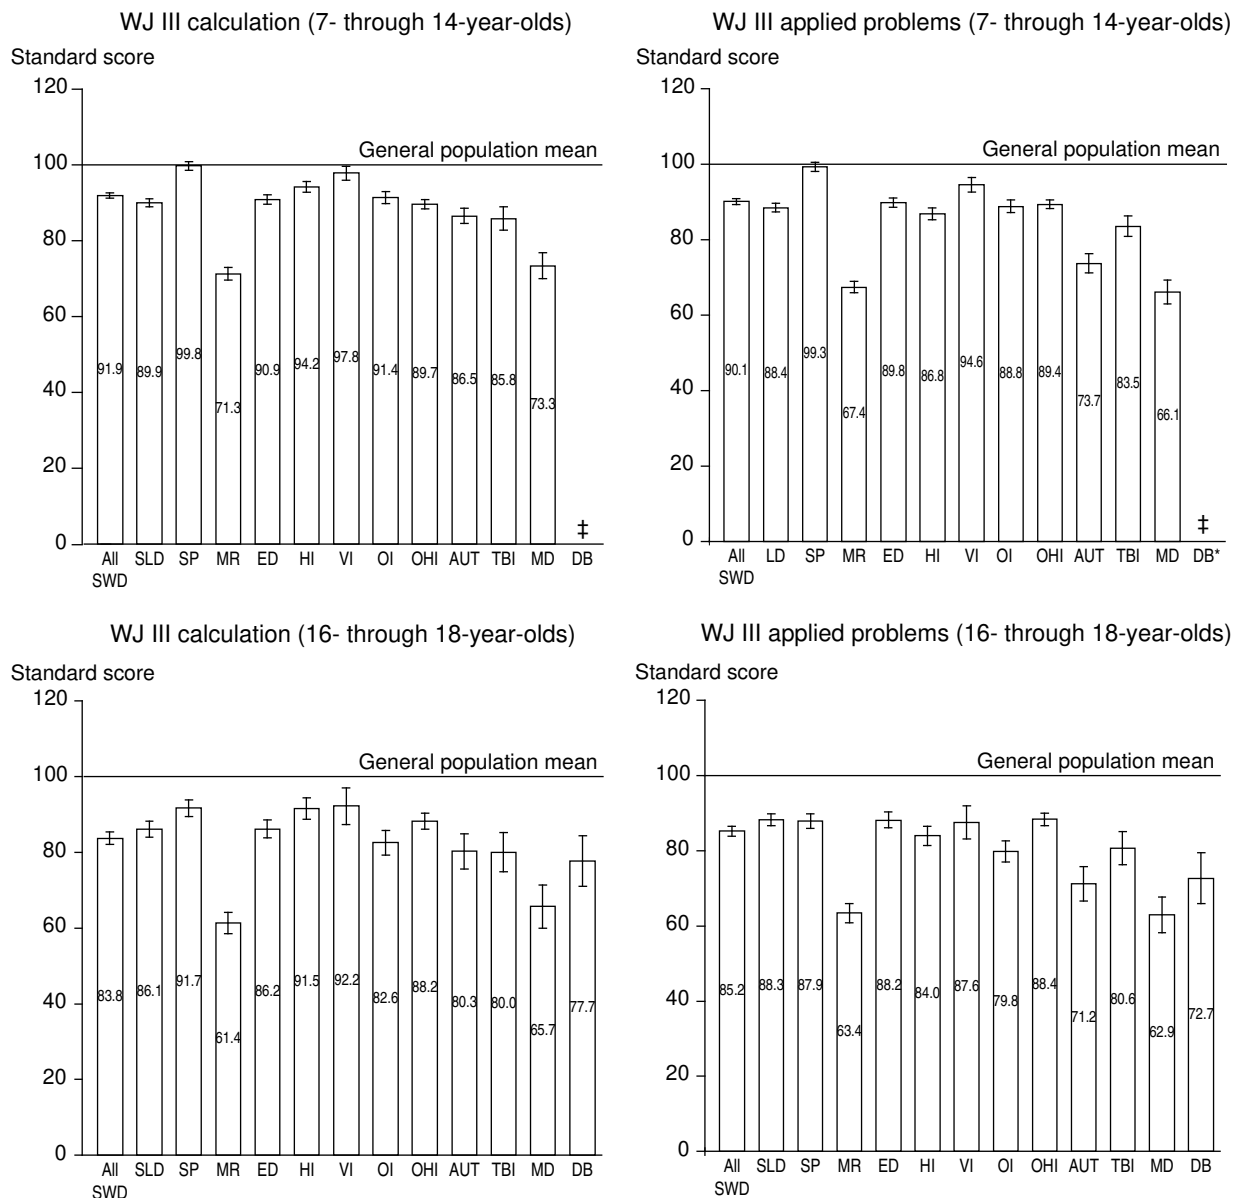 WJ III calculation (7- through 14-year-olds)
Standard score
120
100
80
60
40
20
0
General population mean
91.9 89.9 99.8 71.3 90.9 94.2 97.8 91.4 89.7 86.5 85.8 73.3 ‡
All SLD SP MR ED HI VI OI OHI AUT TBI MD DB
SWD
WJ III applied problems (7- through 14-year-olds)
Standard score
120
100
80
60
40
20
0
General population mean
90.1 88.4 99.3 67.4 89.8 86.8 94.6 88.8 89.4 73.7 83.5 66.1 ‡
All LD SP MR ED HI VI OI OHI AUT TBI MD DB*
SWD
WJ III calculation (16- through 18-year-olds)
Standard score
120
100
80
60
40
20
0
General population mean
83.8 86.1 91.7 61.4 86.2 91.5 92.2 82.6 88.2 80.3 80.0 65.7 77.7
All SLD SP MR ED HI VI OI OHI AUT TBI MD DB
SWD
WJ III applied problems (16- through 18-year-olds)
Standard score
120
100
80
60
40
20
0
General population mean
85.2 88.3 87.9 63.4 88.2 84.0 87.6 79.8 88.4 71.2 80.6 62.9 72.7
All SLD SP MR ED HI VI OI OHI AUT TBI MD DB
SWD